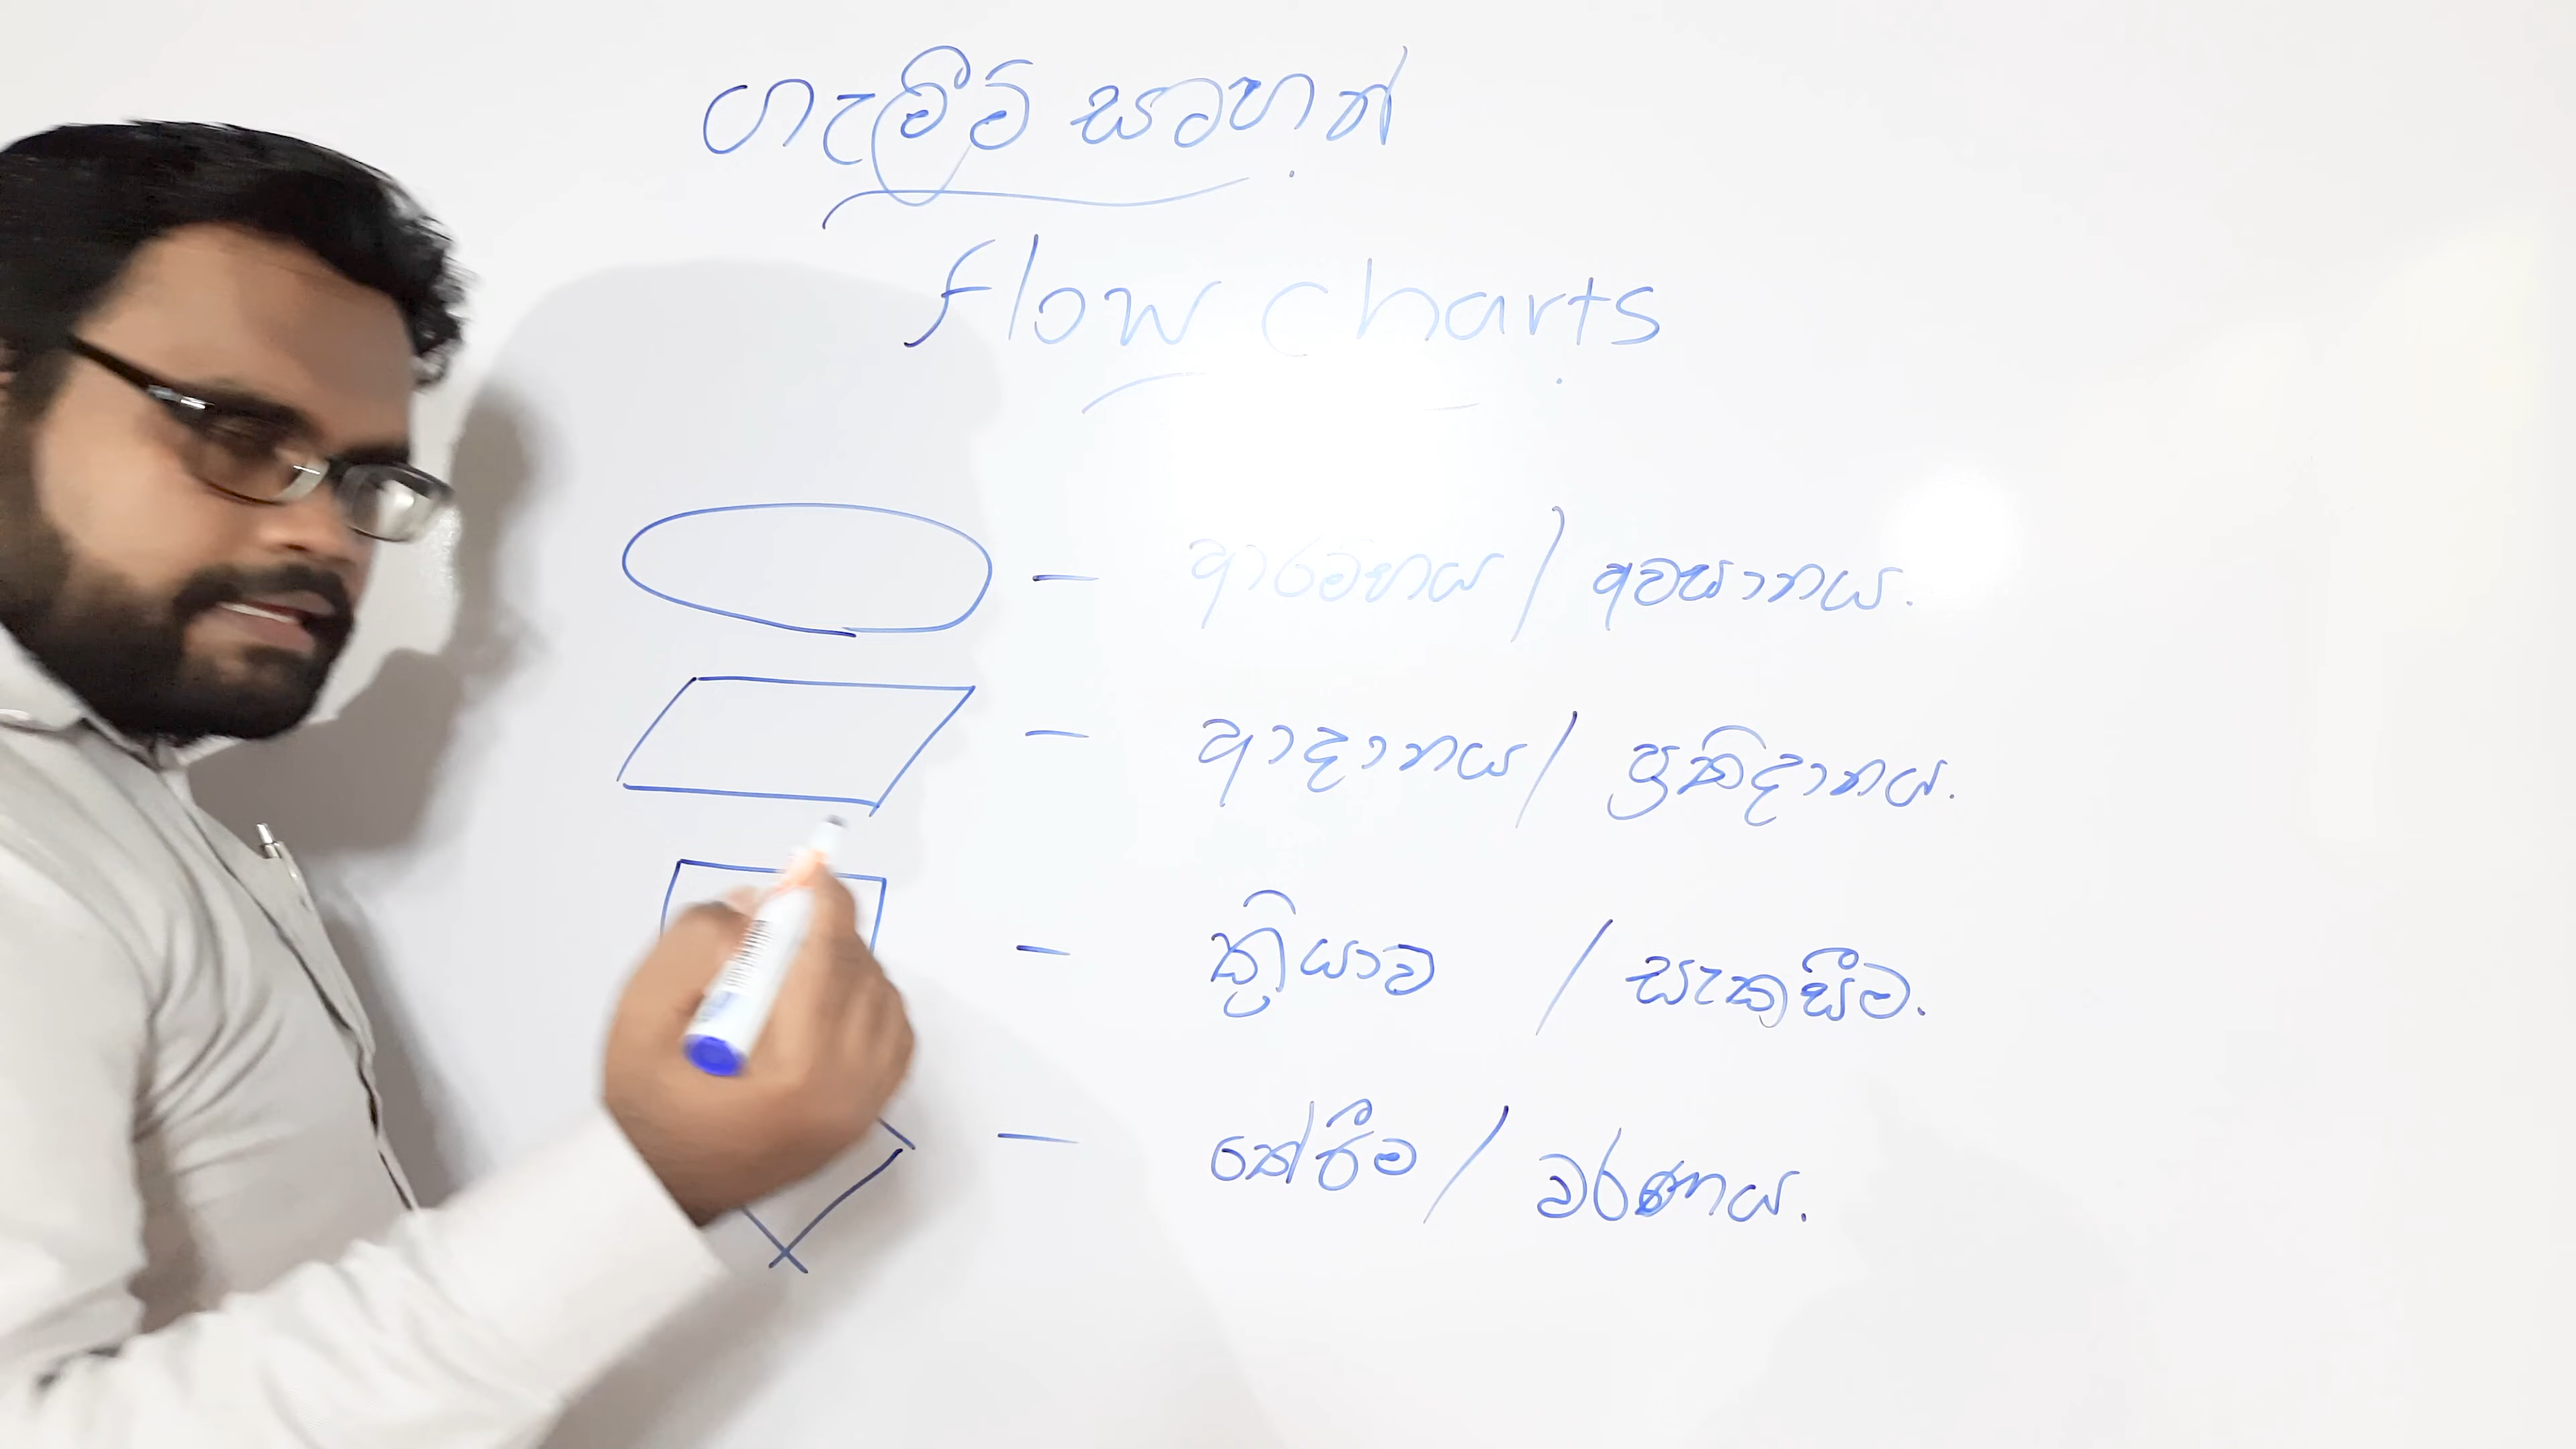 ගැලීම් සටහන්
flow charts
– ආරම්භය / අවසානය.
– ආදානය / ප්‍රතිදානය.
– ක්‍රියාව / සැකසීම.
– තේරීම / වරණය.